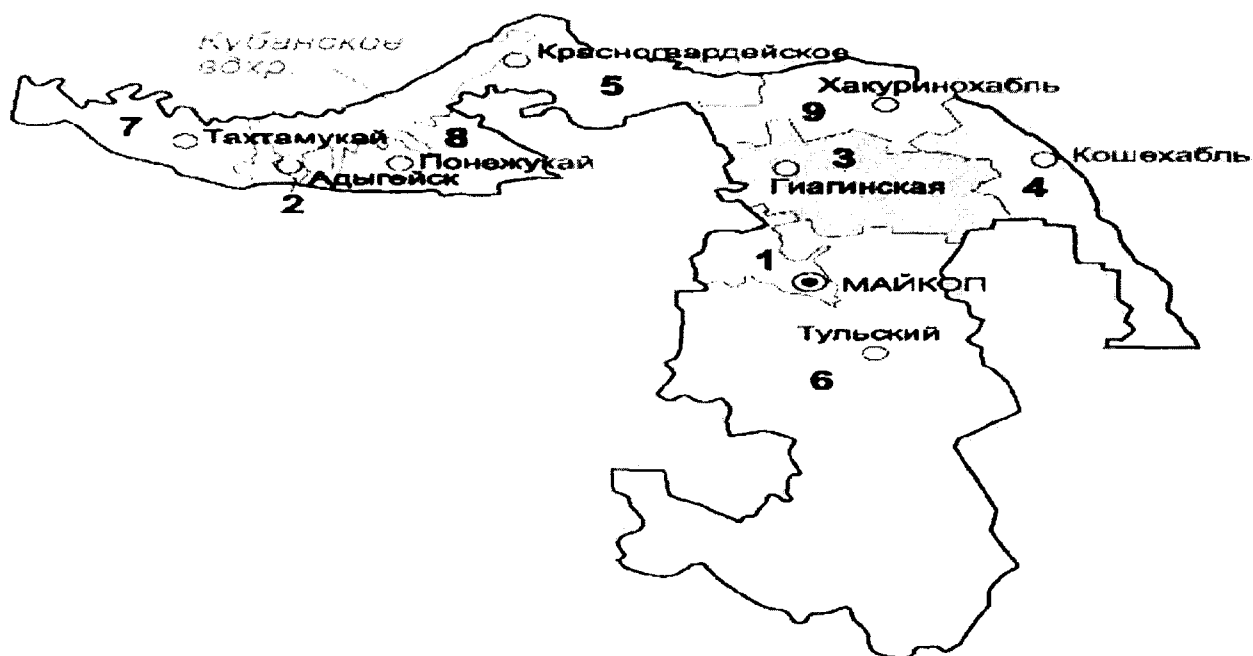 Кубанское
вдхр.
Красногвардейское
5
Хакуринохабль
9
7
Тахтамукай
8
Понежукай
Адыгейск
2
3
Гиагинская
Кошехабль
4
1
МАЙКОП
Тульский
6